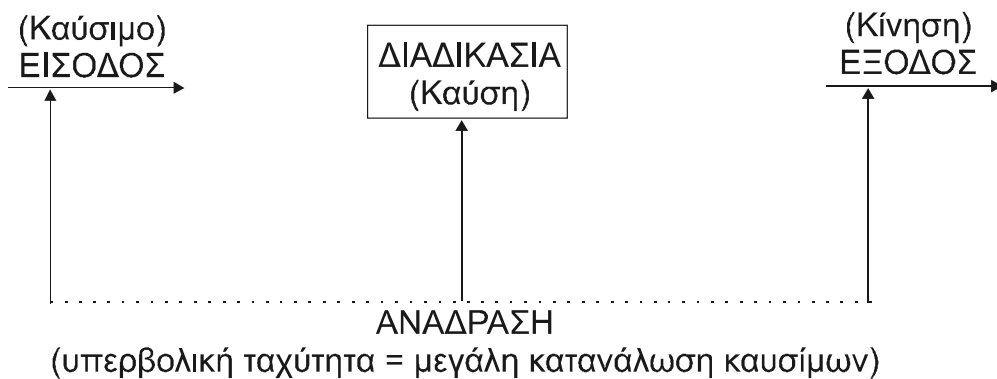 (Καύσιμο)
ΕΙΣΟΔΟΣ
ΔΙΑΔΙΚΑΣΙΑ
(Καύση)
(Κίνηση)
ΕΞΟΔΟΣ
ΑΝΑΔΡΑΣΗ
(υπερβολική ταχύτητα = μεγάλη κατανάλωση καυσίμων)